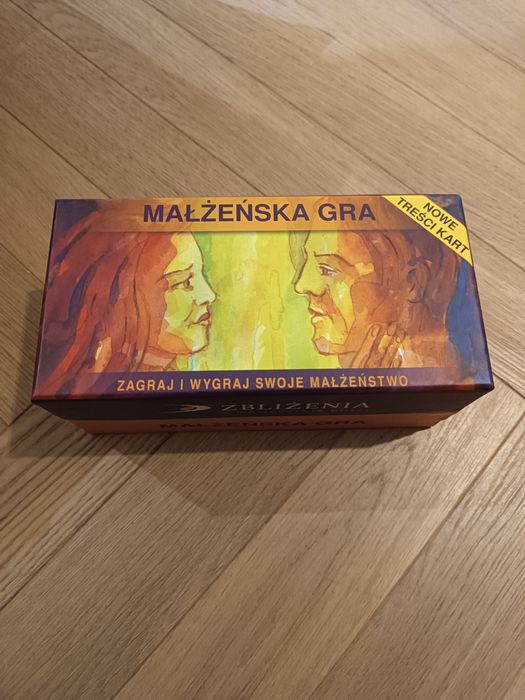 MAŁŻEŃSKA GRA
NOWE
TREŚCI KART
ZAGRAJ I WYGRAJ SWOJE MAŁŻEŃSTWO
ZBLIŻENIA
MAŁŻEŃSKA GRA